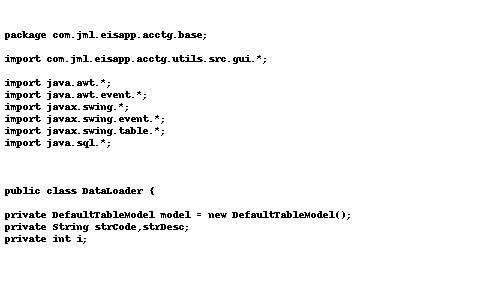 package com.jml.eisapp.acctg.base;
import com.jml.eisapp.acctg.utils.src.gui.*;
import java.awt.*;
import java.awt.event.*;
import javax.swing.*;
import javax.swing.event.*;
import javax.swing.table.*;
import java.sql.*;
public class DataLoader {
private DefaultTableModel model = new DefaultTableModel();
private String strCode,strDesc;
private int i;